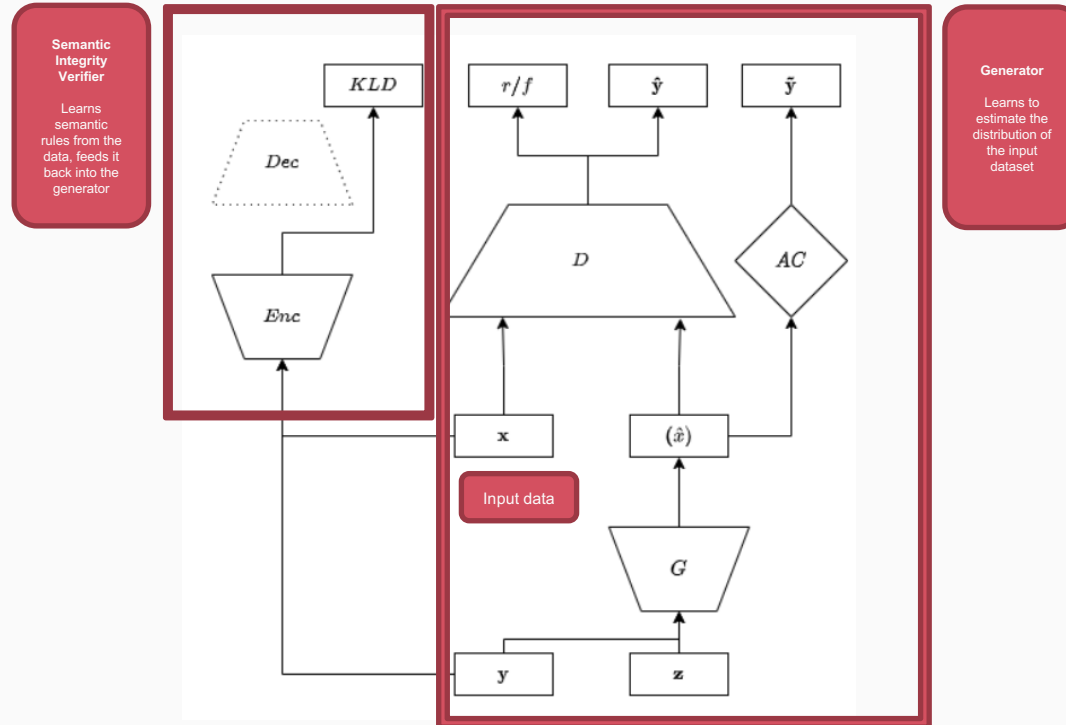 Semantic
Integrity
Verifier
Learns
semantic
rules from the
data, feeds it
back into the
generator
KLD
Dec
Enc
r/f
ŷ
ỹ
D
AC
x
(x̂)
Input data
G
y
z
Generator
Learns to
estimate the
distribution of
the input
dataset